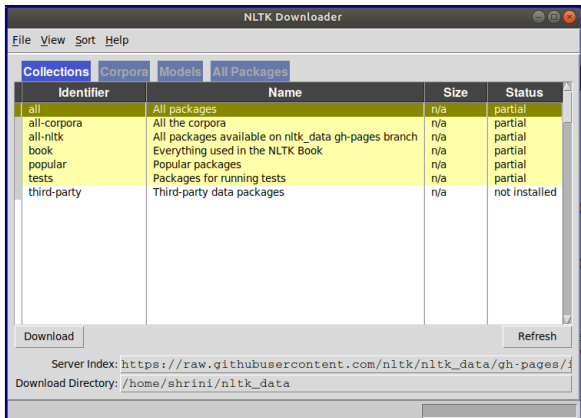 NLTK Downloader
File View Sort Help
Collections Corpora Models All Packages
Identifier Name Size Status
all All packages n/a partial
all-corpora All the corpora n/a partial
all-nltk All packages available on nltk_data gh-pages branch n/a partial
book Everything used in the NLTK Book n/a partial
popular Popular packages n/a partial
tests Packages for running tests n/a partial
third-party Third-party data packages n/a not installed
Download Refresh
Server Index: https://raw.githubusercontent.com/nltk/nltk_data/gh-pages/i
Download Directory: /home/shrini/nltk_data